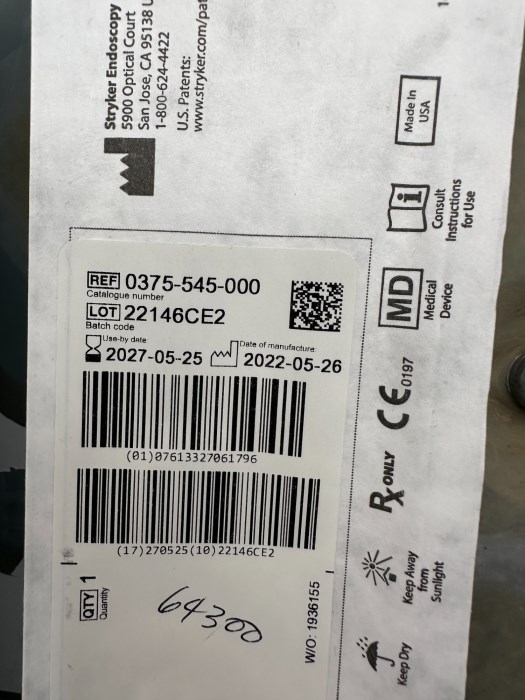 Stryker Endoscopy
5900 Optical Court
San Jose, CA 95138 U
1-800-624-4422
U.S. Patents:
www.stryker.com/pat
Made In
USA
Consult
Instructions
for Use
MD
Medical
Device
CE 0197
Rx ONLY
Keep Away
from
Sunlight
Keep Dry
REF 0375-545-000
Catalogue number
LOT 22146CE2
Batch code
Use-by date
2027-05-25
Date of manufacture:
2022-05-26
(01)07613327061796
(17)270525(10)22146CE2
QTY 1
Quantity
64300
W/O: 1936155